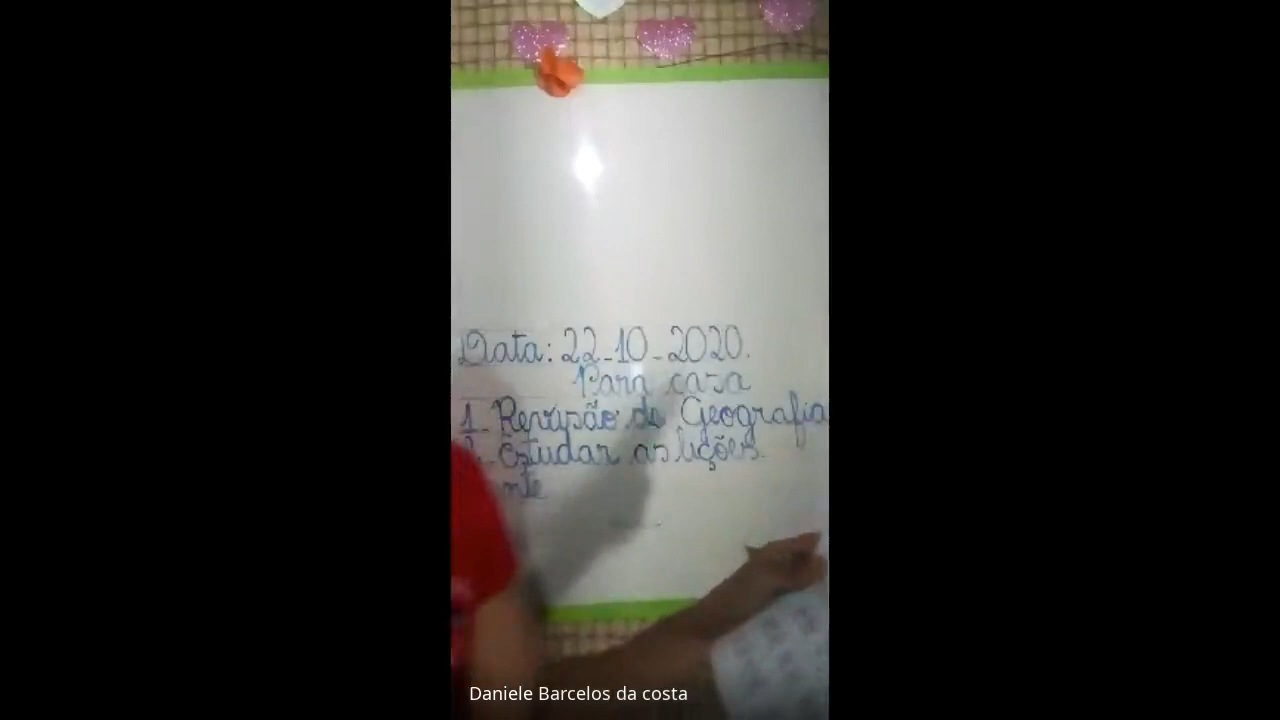 Data: 22-10-2020.
Para casa
1- Revisão de Geografia
Estudar as lições.
Daniele Barcelos da costa